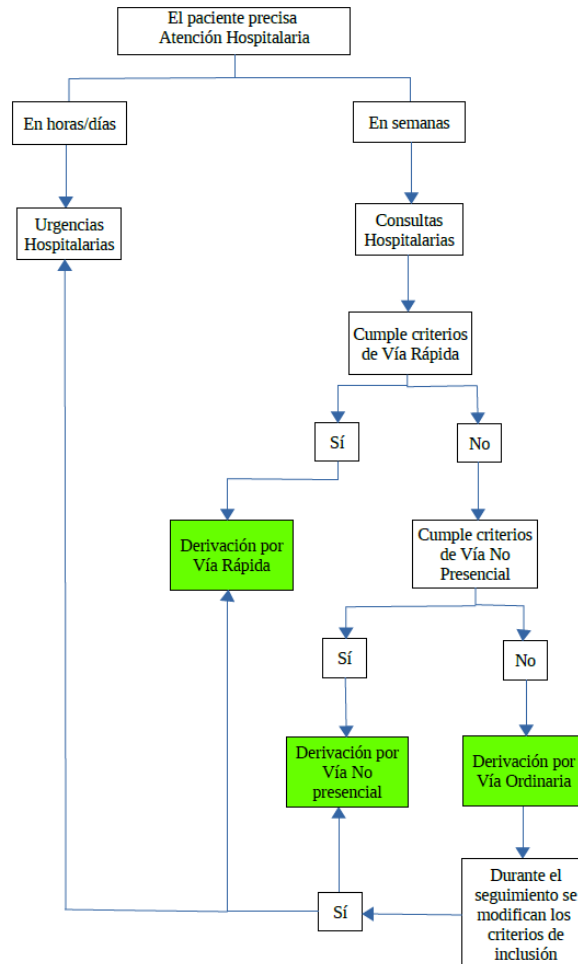 El paciente precisa
Atención Hospitalaria
En horas/días
En semanas
Urgencias
Hospitalarias
Consultas
Hospitalarias
Cumple criterios
de Vía Rápida
Sí
No
Derivación por
Vía Rápida
Cumple criterios
de Vía No
Presencial
Sí
No
Derivación por
Vía No
presencial
Derivación por
Vía Ordinaria
Durante el
seguimiento se
modifican los
criterios de
inclusión
Sí